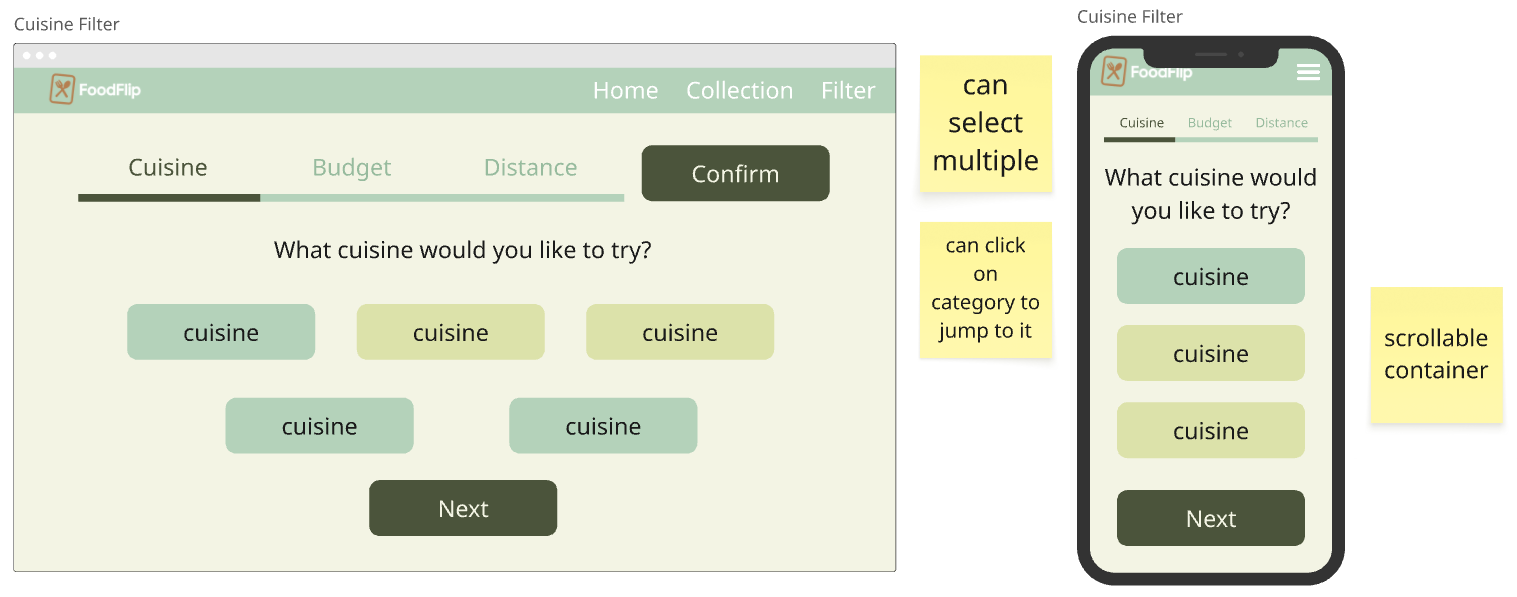 Cuisine Filter
FoodFlip
Home Collection Filter
Cuisine Budget Distance Confirm
What cuisine would you like to try?
cuisine cuisine cuisine
cuisine cuisine
Next
can
select
multiple
can click
on
category to
jump to it
Cuisine Filter
FoodFlip
Cuisine Budget Distance
What cuisine would
you like to try?
cuisine
cuisine
cuisine
Next
scrollable
container